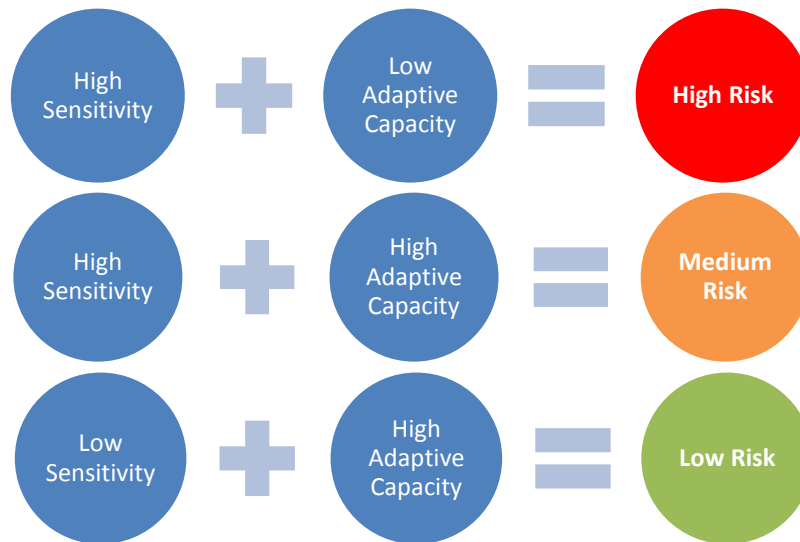 High
Sensitivity
Low
Adaptive
Capacity
High Risk
High
Sensitivity
High
Adaptive
Capacity
Medium
Risk
Low
Sensitivity
High
Adaptive
Capacity
Low Risk